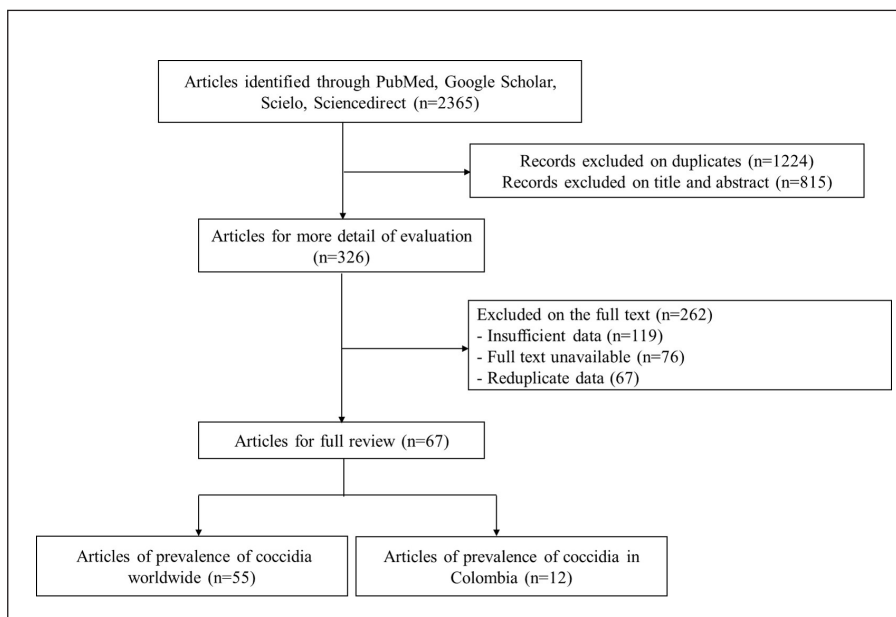 Articles identified through PubMed, Google Scholar,
Scielo, Sciencedirect (n=2365)
Records excluded on duplicates (n=1224)
Records excluded on title and abstract (n=815)
Articles for more detail of evaluation
(n=326)
Excluded on the full text (n=262)
- Insufficient data (n=119)
- Full text unavailable (n=76)
- Reduplicate data (67)
Articles for full review (n=67)
Articles of prevalence of coccidia
worldwide (n=55)
Articles of prevalence of coccidia in
Colombia (n=12)